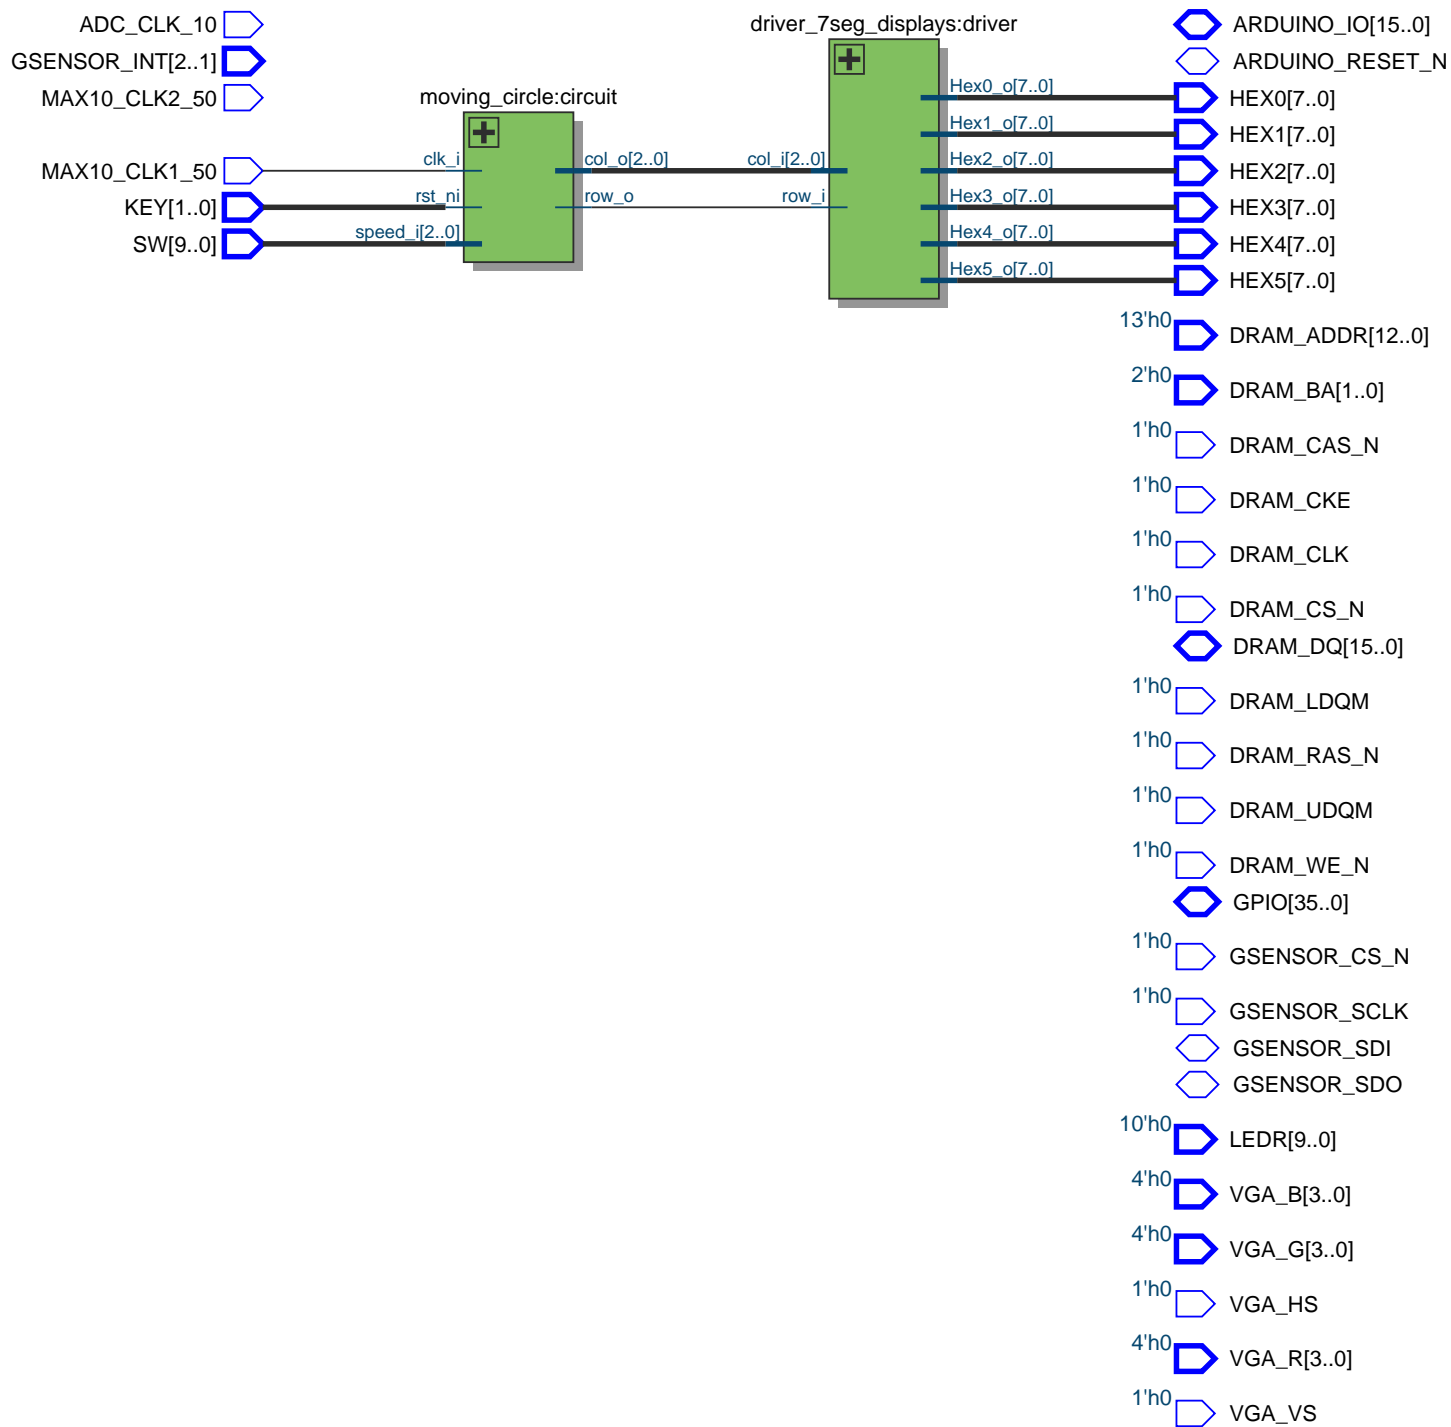 ADC_CLK_10
GSENSOR_INT[2..1]
MAX10_CLK2_50
MAX10_CLK1_50
KEY[1..0]
SW[9..0]
moving_circle:circuit
clk_i
rst_ni
speed_i[2..0]
col_o[2..0]
row_o
driver_7seg_displays:driver
col_i[2..0]
row_i
Hex0_o[7..0]
Hex1_o[7..0]
Hex2_o[7..0]
Hex3_o[7..0]
Hex4_o[7..0]
Hex5_o[7..0]
ARDUINO_IO[15..0]
ARDUINO_RESET_N
HEX0[7..0]
HEX1[7..0]
HEX2[7..0]
HEX3[7..0]
HEX4[7..0]
HEX5[7..0]
13'h0 DRAM_ADDR[12..0]
2'h0 DRAM_BA[1..0]
1'h0 DRAM_CAS_N
1'h0 DRAM_CKE
1'h0 DRAM_CLK
1'h0 DRAM_CS_N
DRAM_DQ[15..0]
1'h0 DRAM_LDQM
1'h0 DRAM_RAS_N
1'h0 DRAM_UDQM
1'h0 DRAM_WE_N
GPIO[35..0]
1'h0 GSENSOR_CS_N
1'h0 GSENSOR_SCLK
GSENSOR_SDI
GSENSOR_SDO
10'h0 LEDR[9..0]
4'h0 VGA_B[3..0]
4'h0 VGA_G[3..0]
1'h0 VGA_HS
4'h0 VGA_R[3..0]
1'h0 VGA_VS